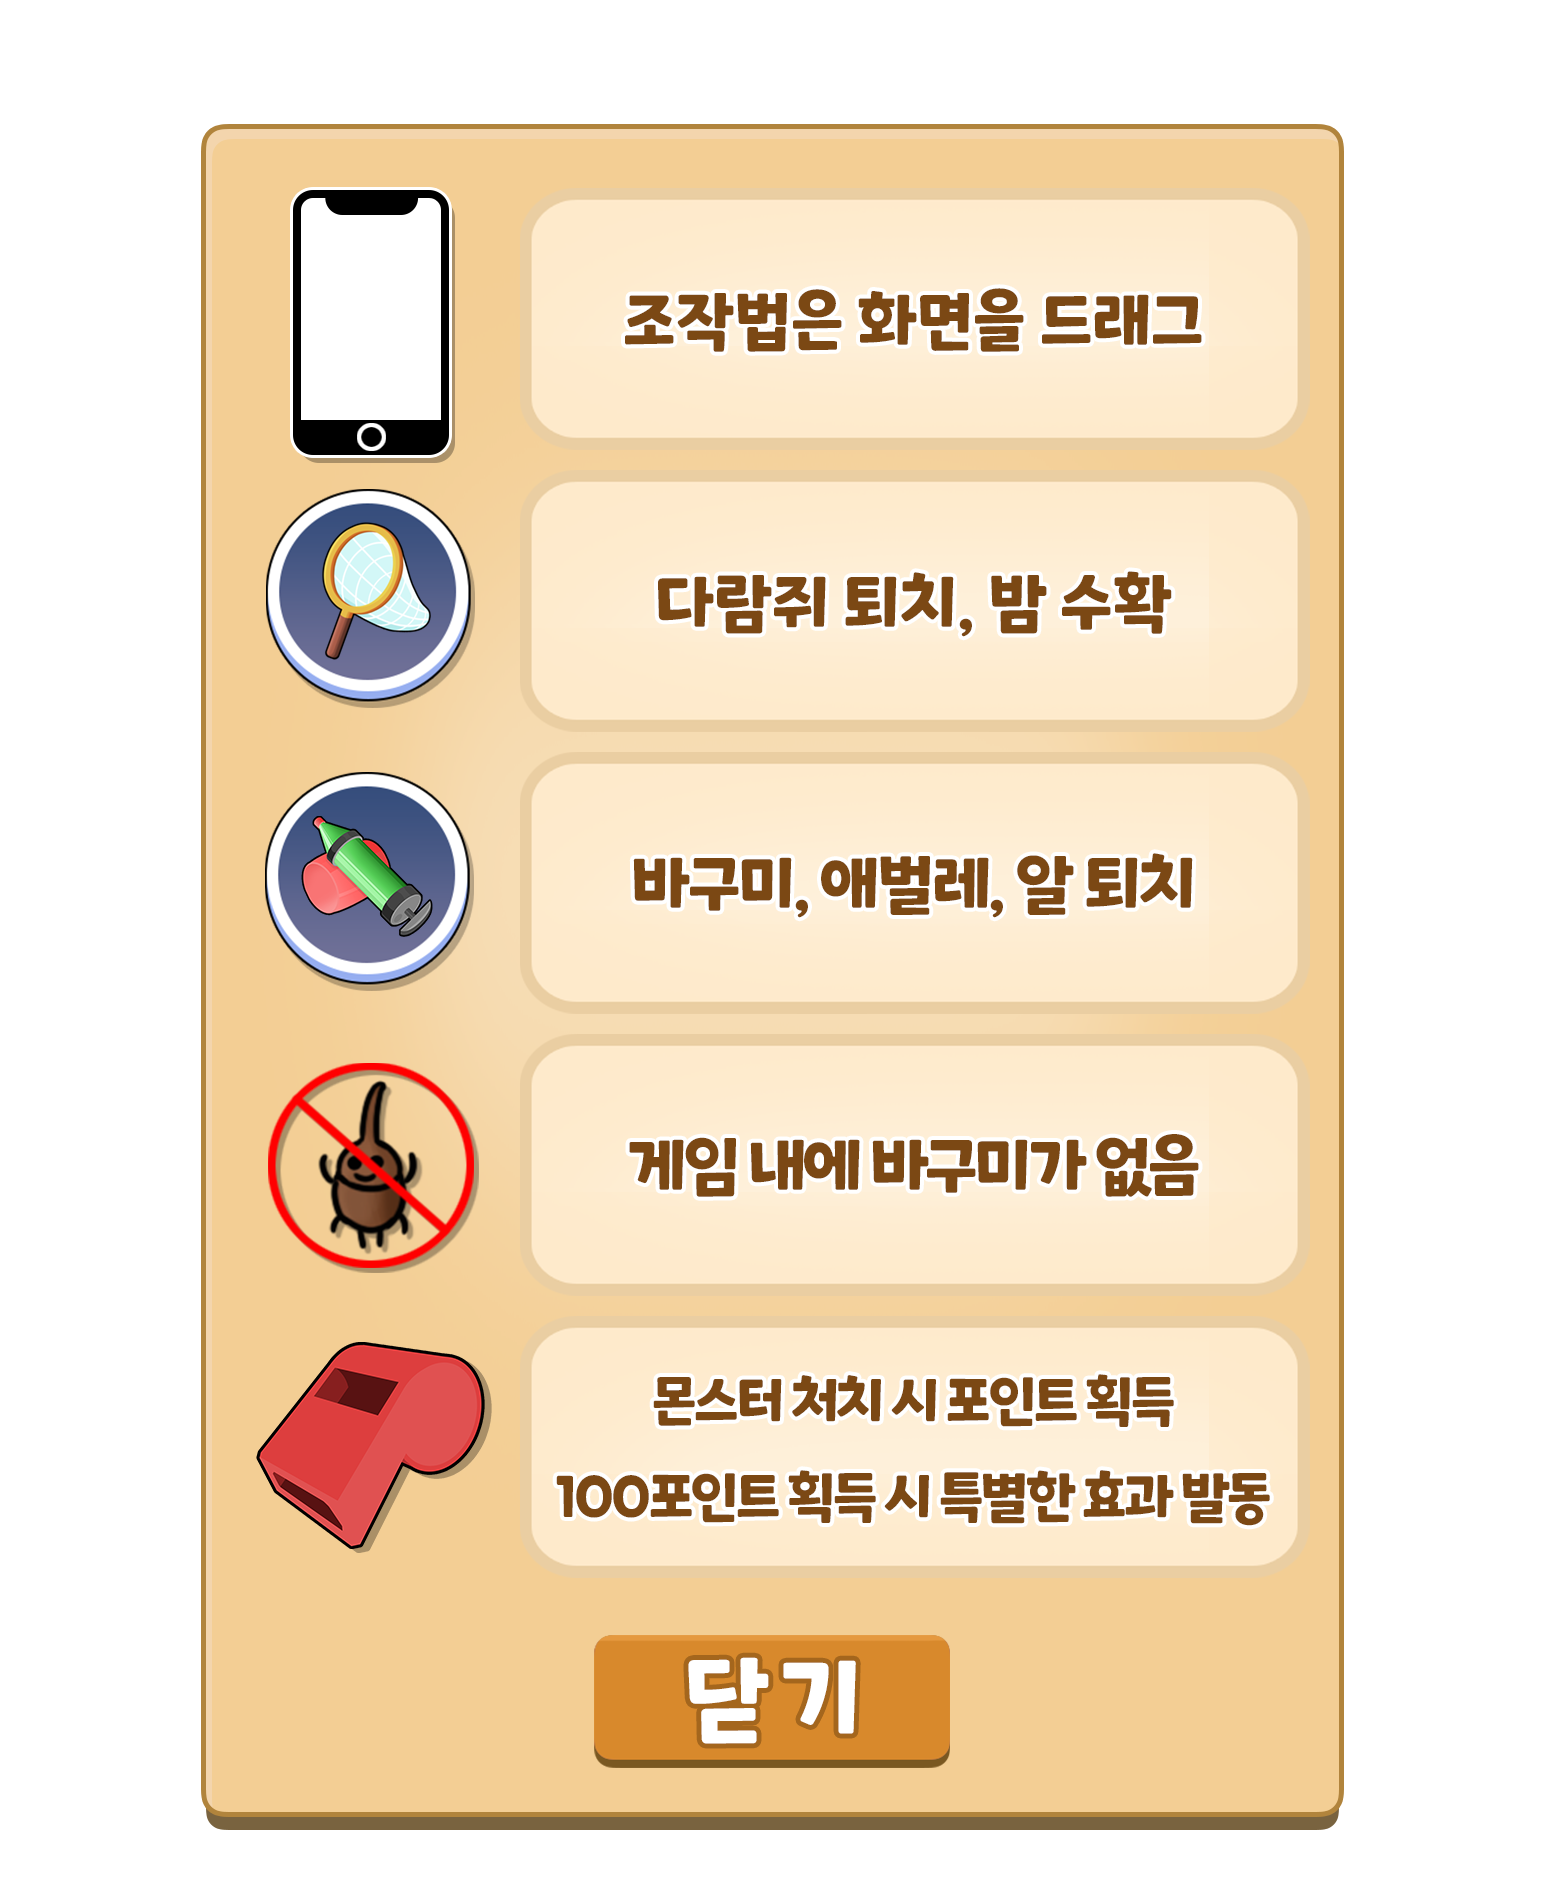 조작법은 화면을 드래그
다람쥐 퇴치, 밤 수확
바구미, 애벌레, 알 퇴치
게임 내에 바구미가 없음
몬스터 처치 시 포인트 획득
100포인트 획득 시 특별한 효과 발동
닫기